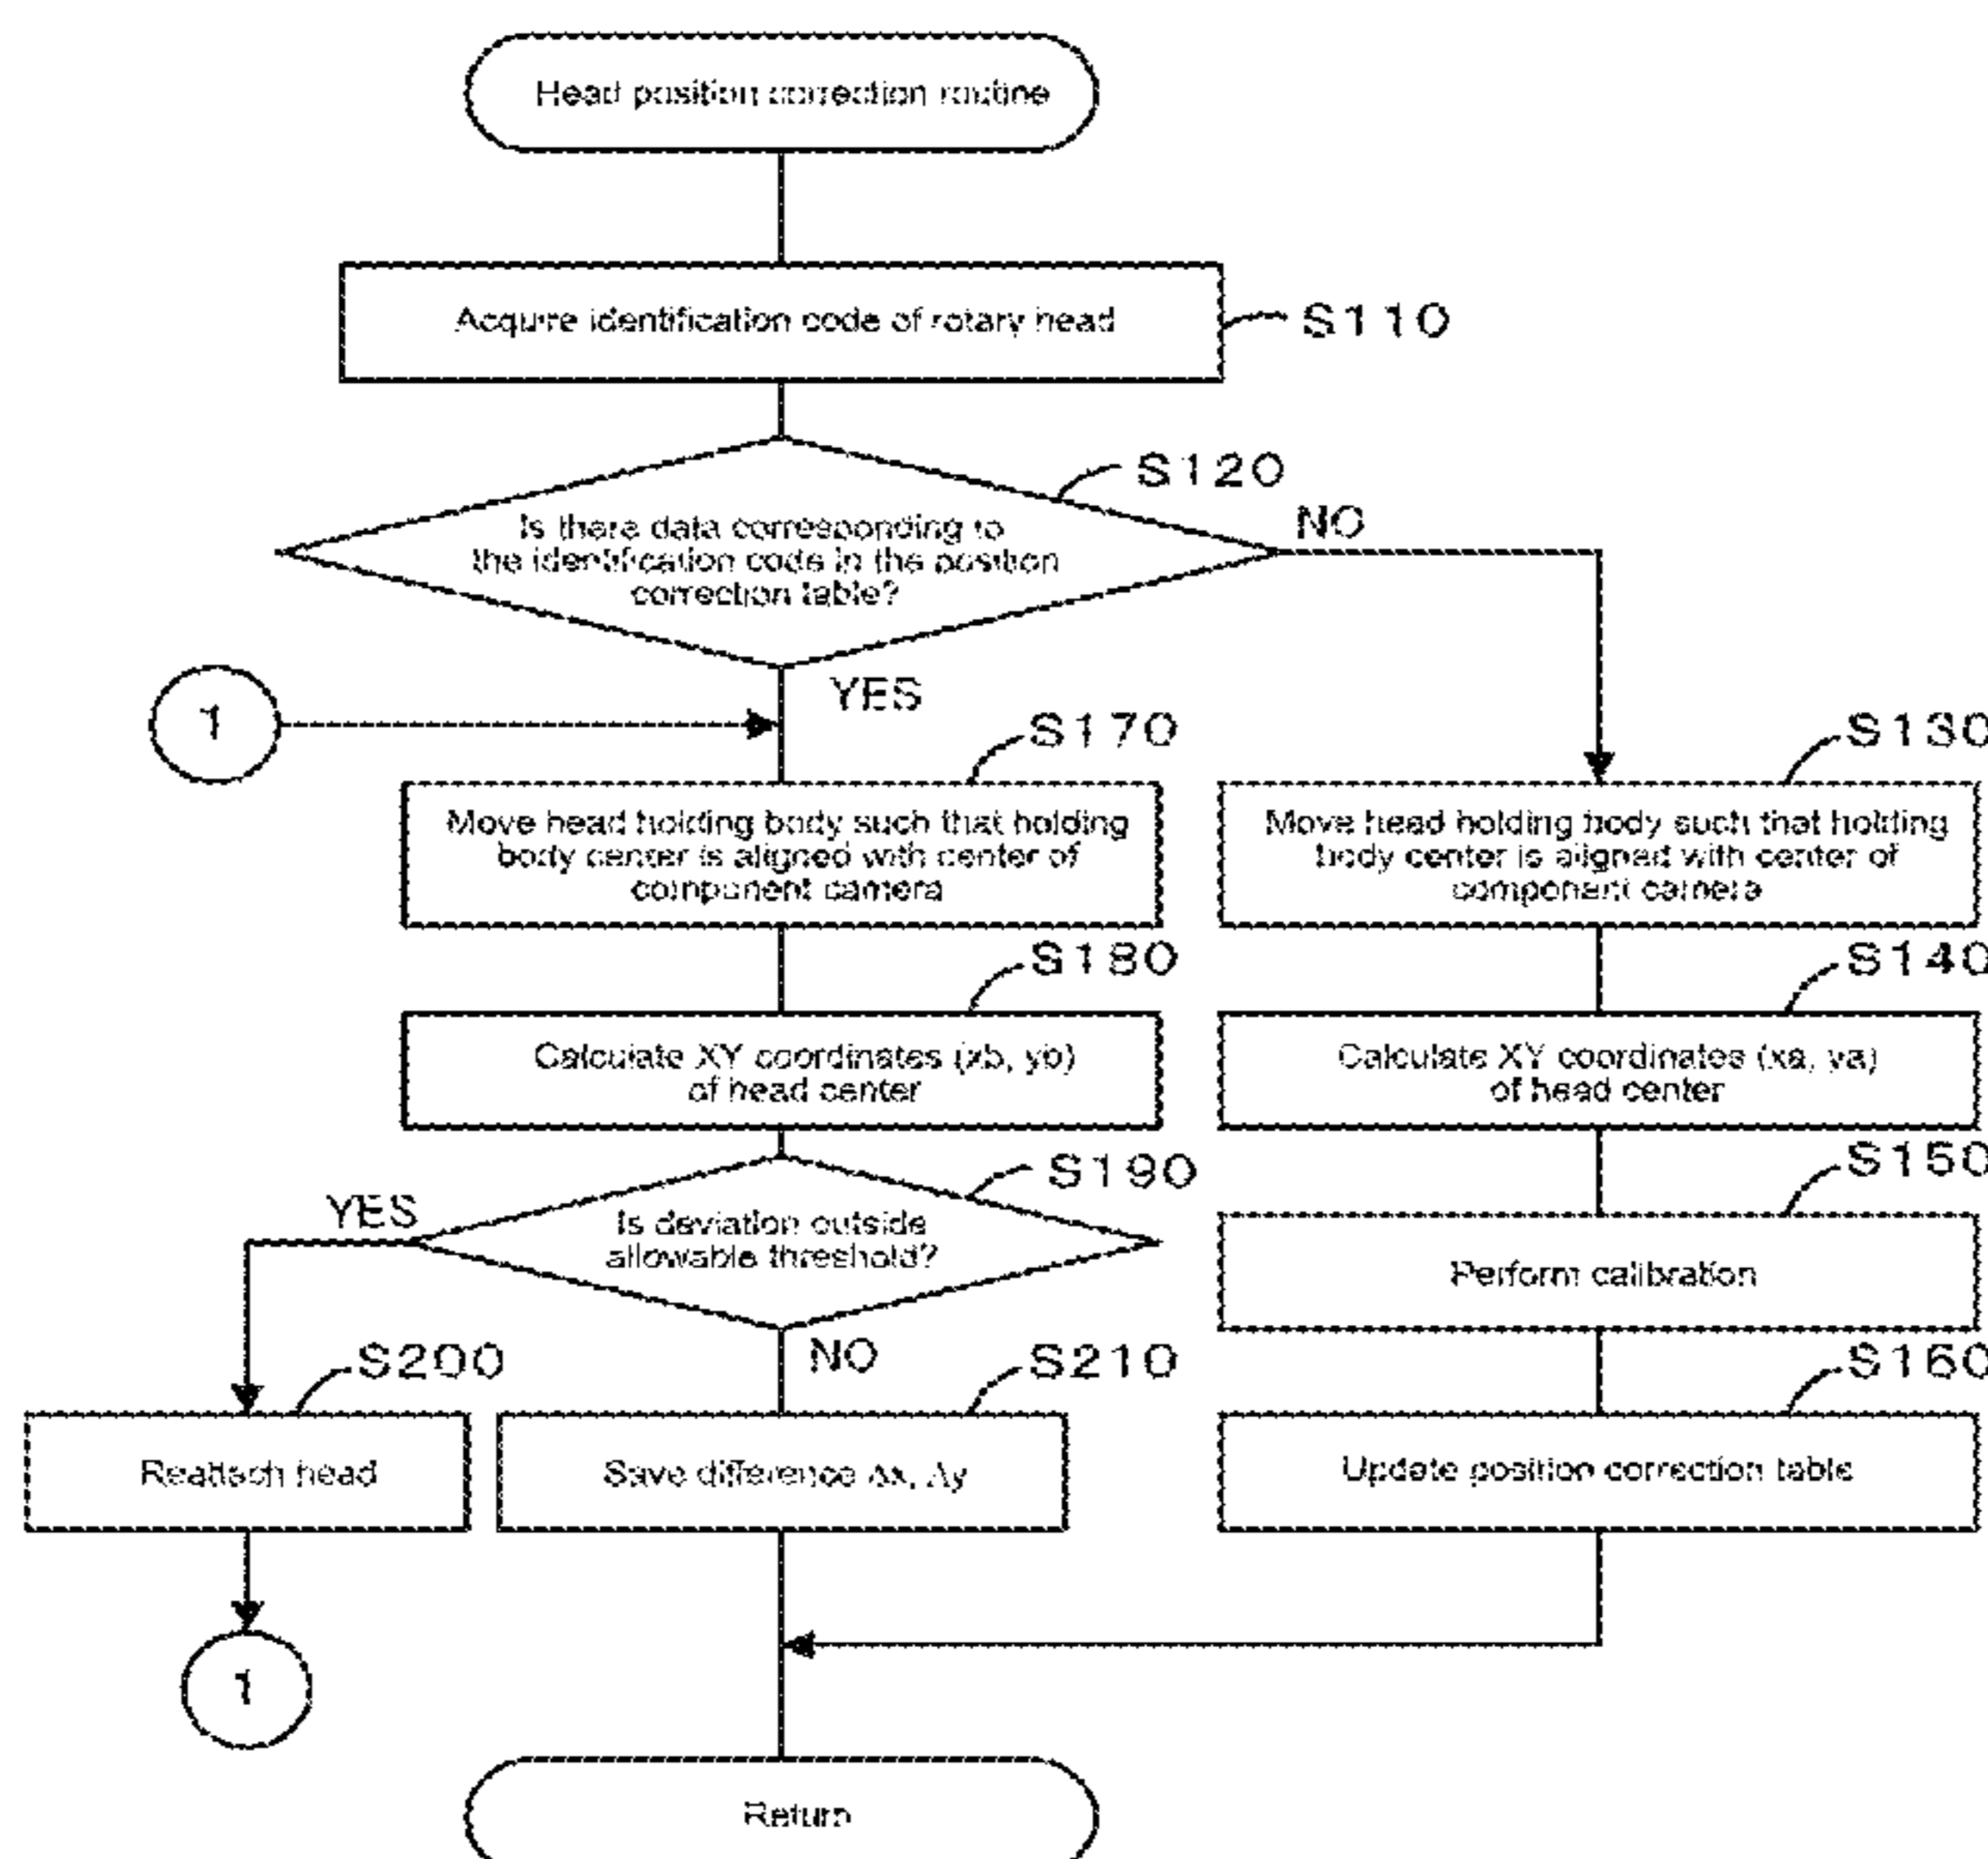 Head position correction routine
Acquire identification code of rotary head
S110
S120
Is there data corresponding to
the identification code in the position
correction table?
NO
YES
1
S170
Move head holding body such that holding
body center is aligned with center of
component camera
S130
Move head holding body such that holding
body center is aligned with center of
component camera
S180
Calculate XY coordinates (xb, yb)
of head center
S140
Calculate XY coordinates (xa, ya)
of head center
S190
Is deviation outside
allowable threshold?
YES
NO
S150
Perform calibration
S200
Reattach head
S210
Save difference Δx, Δy
S160
Update position correction table
1
Return